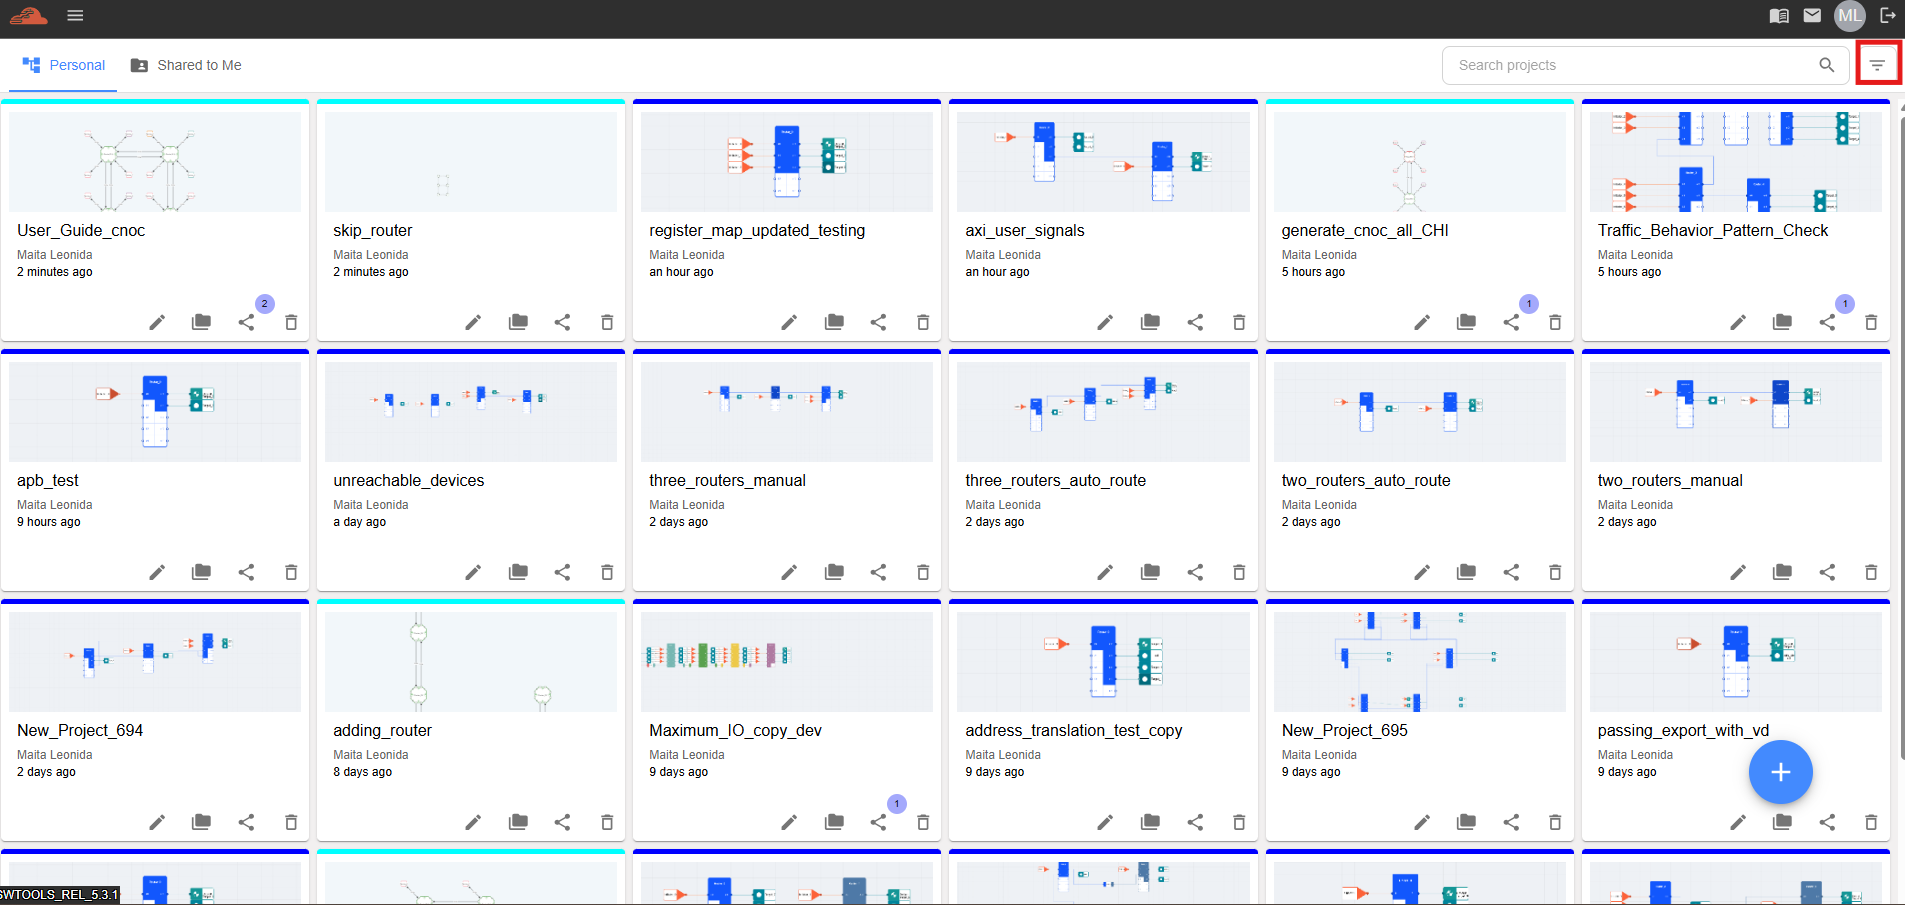 ML
Personal
Shared to Me
Search projects
User_Guide_cnoc
Maita Leonida
2 minutes ago
2
skip_router
Maita Leonida
2 minutes ago
register_map_updated_testing
Maita Leonida
an hour ago
axi_user_signals
Maita Leonida
an hour ago
generate_cnoc_all_CHI
Maita Leonida
5 hours ago
1
Traffic_Behavior_Pattern_Check
Maita Leonida
5 hours ago
1
apb_test
Maita Leonida
9 hours ago
unreachable_devices
Maita Leonida
a day ago
three_routers_manual
Maita Leonida
2 days ago
three_routers_auto_route
Maita Leonida
2 days ago
two_routers_auto_route
Maita Leonida
2 days ago
two_routers_manual
Maita Leonida
2 days ago
New_Project_694
Maita Leonida
2 days ago
adding_router
Maita Leonida
8 days ago
Maximum_IO_copy_dev
Maita Leonida
9 days ago
1
address_translation_test_copy
Maita Leonida
9 days ago
New_Project_695
Maita Leonida
9 days ago
passing_export_with_vd
Maita Leonida
9 days ago
SWTOOLS_REL_5.3.1